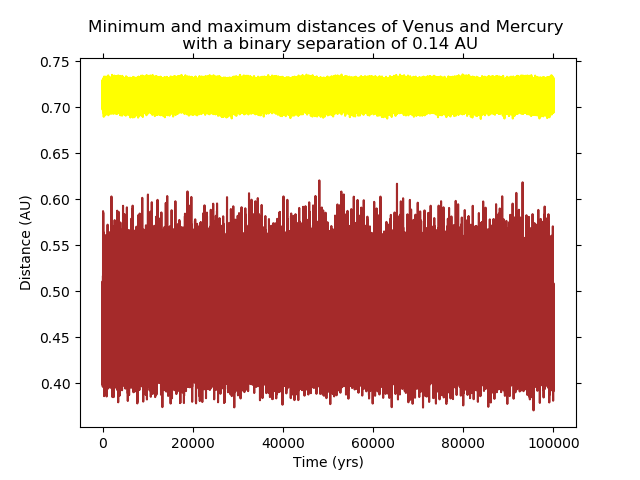 Minimum and maximum distances of Venus and Mercury
with a binary separation of 0.14 AU
0.75
0.70
0.65
0.60
0.55
0.50
0.45
0.40
Distance (AU)
0 20000 40000 60000 80000 100000
Time (yrs)